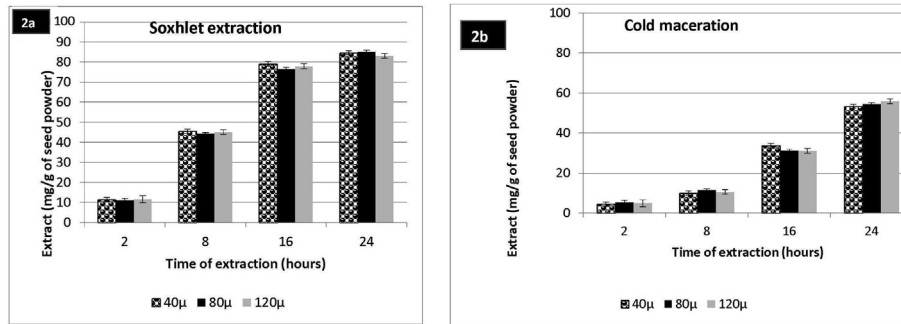 2a
Soxhlet extraction
Extract (mg/g of seed powder)
100
90
80
70
60
50
40
30
20
10
0
2 8 16 24
Time of extraction (hours)
40µ 80µ 120µ
2b
Cold maceration
Extract (mg/g of seed powder)
100
80
60
40
20
0
2 8 16 24
Time of extraction (hours)
40µ 80µ 120µ